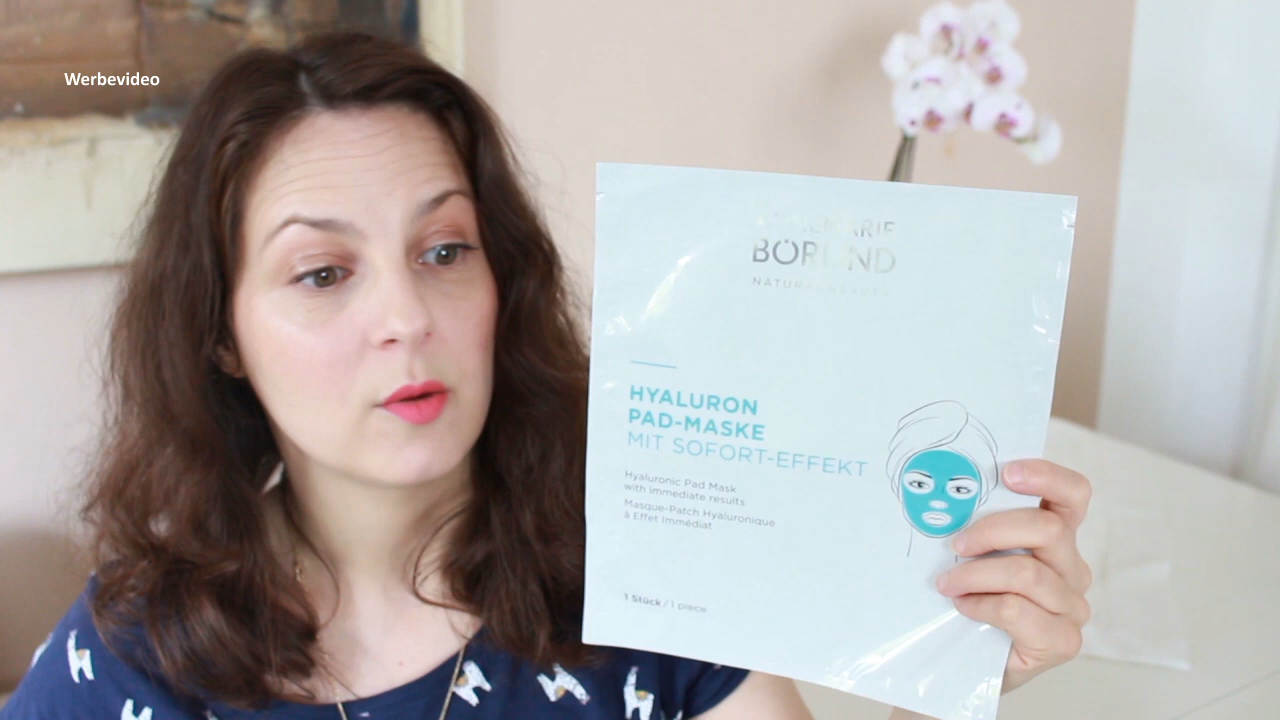 Werbevideo
BÖRLIND
HYALURON
PAD-MASKE
MIT SOFORT-EFFEKT
Hyaluronic Pad Mask
with immediate results
Masque-Patch Hyaluronique
à Effet Immédiat
1 Stück / 1 piece